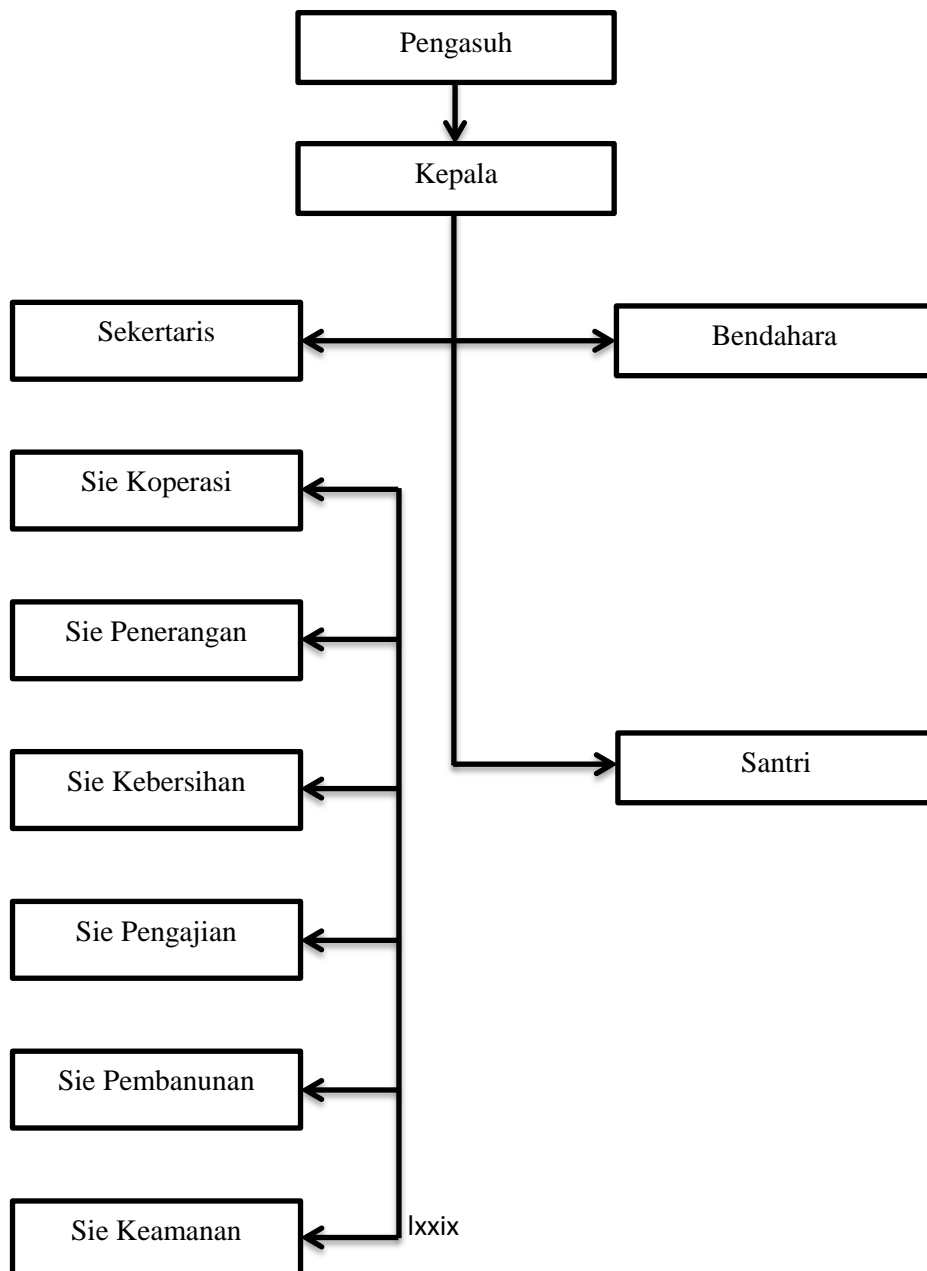 Pengasuh
Kepala
Sekertaris
Bendahara
Sie Koperasi
Sie Penerangan
Sie Kebersihan
Santri
Sie Pengajian
Sie Pembanunan
Sie Keamanan
lxxix